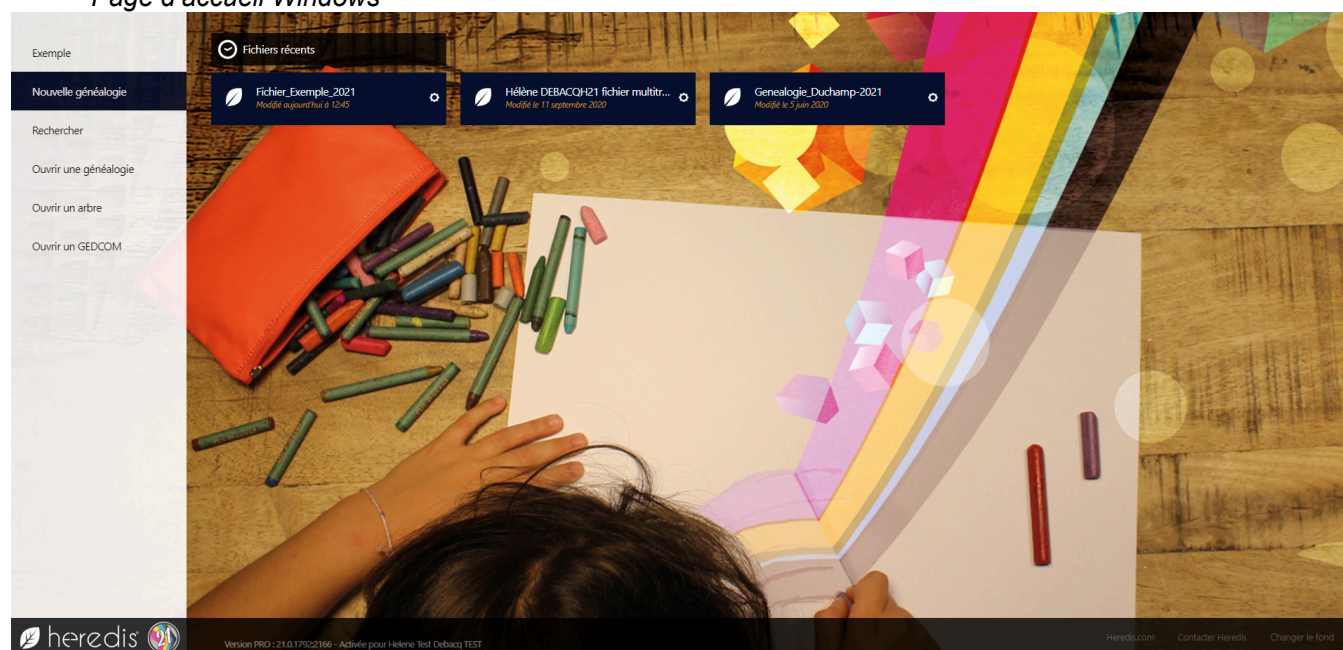 Page d'accueil Windows
Exemple
Nouvelle généalogie
Rechercher
Ouvrir une généalogie
Ouvrir un arbre
Ouvrir un GEDCOM
Fichiers récents
Fichier_Exemple_2021
Modifié aujourd'hui à 12:45
Hélène DEBACQH21 fichier multitr...
Modifié le 11 septembre 2020
Genealogie_Duchamp-2021
Modifié le 5 juin 2020
heredis 21
Version PRO : 21.0.1792:2166 - Activée pour Helene Test Debacq TEST
Heredis.com
Contacter Heredis
Changer le fond